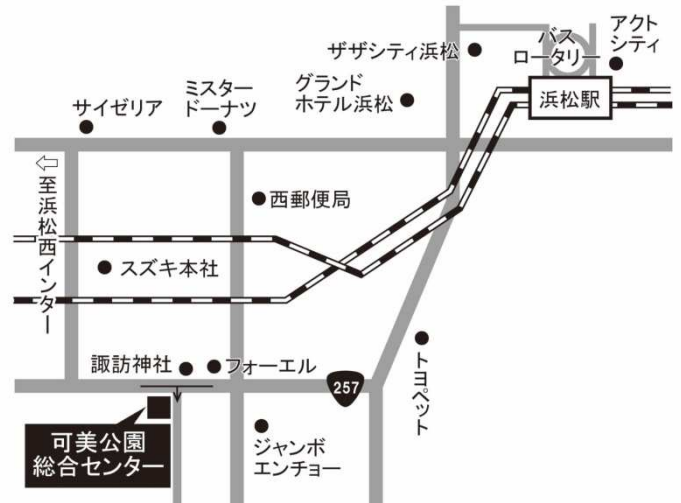 アクト
シティ
バス
ロータリー
ザザシティ浜松
浜松駅
グランド
ホテル浜松
ミスター
ドーナツ
サイゼリア
至浜松西インター
西郵便局
スズキ本社
トヨペット
諏訪神社
フォーエル
257
可美公園
総合センター
ジャンボ
エンチョー